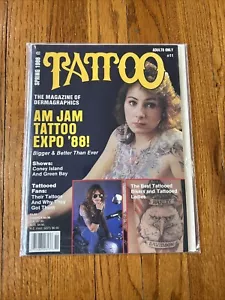 SPRING 1988
TATTOO
ADULTS ONLY
THE MAGAZINE OF
DERMAGRAPHICS
AM JAM
TATTOO
EXPO '88!
Bigger & Better Than Ever
Shows:
Coney Island
And Green Bay
Tattooed
Fans:
Their Tattoos
And Why They
Got Them
The Best Tattooed
Bikers and Tattooed
Ladies